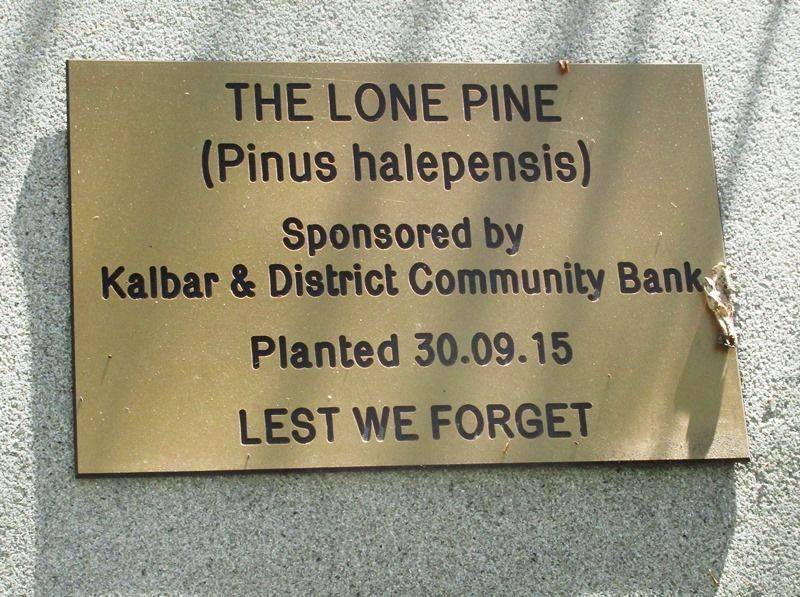 THE LONE PINE
(Pinus halepensis)
Sponsored by
Kalbar & District Community Bank
Planted 30.09.15
LEST WE FORGET